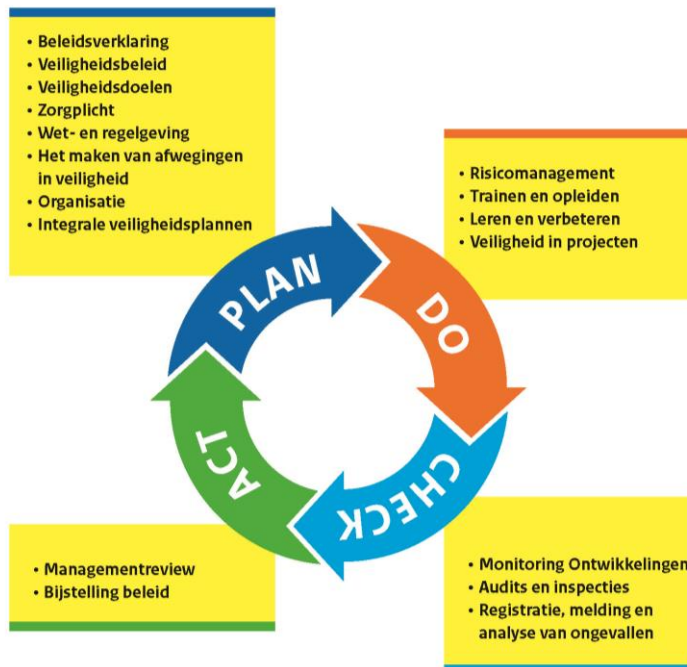 • Beleidsverklaring
• Veiligheidsbeleid
• Veiligheidsdoelen
• Zorgplicht
• Wet- en regelgeving
• Het maken van afwegingen
in veiligheid
• Organisatie
• Integrale veiligheidsplannen
• Risicomanagement
• Trainen en opleiden
• Leren en verbeteren
• Veiligheid in projecten
PLAN
DO
CHECK
ACT
• Managementreview
• Bijstelling beleid
• Monitoring Ontwikkelingen
• Audits en inspecties
• Registratie, melding en
analyse van ongevallen